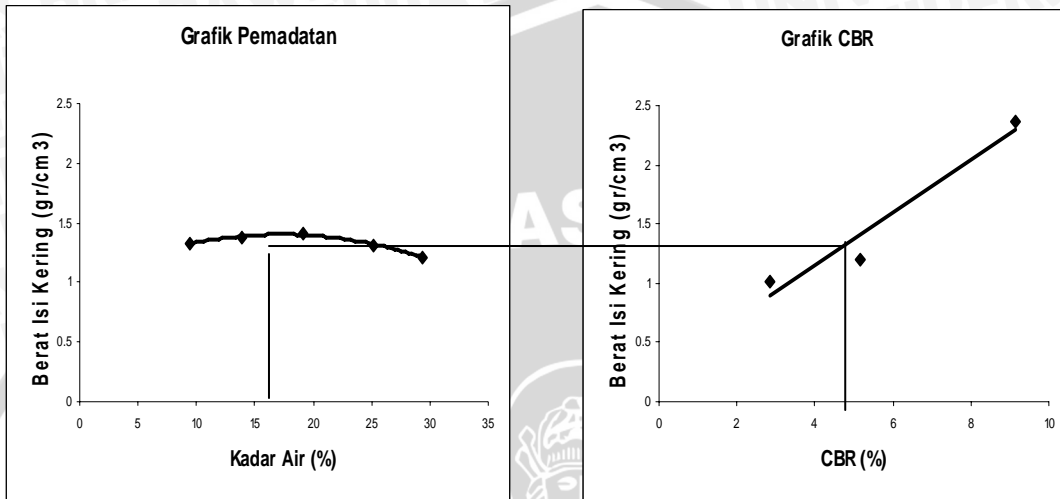 Grafik Pemadatan
Berat Isi Kering (gr/cm3)
2.5
2
1.5
1
0.5
0
0 5 10 15 20 25 30 35
Kadar Air (%)
Grafik CBR
Berat Isi Kering (gr/cm3)
2.5
2
1.5
1
0.5
0
0 2 4 6 8 10
CBR (%)
AS